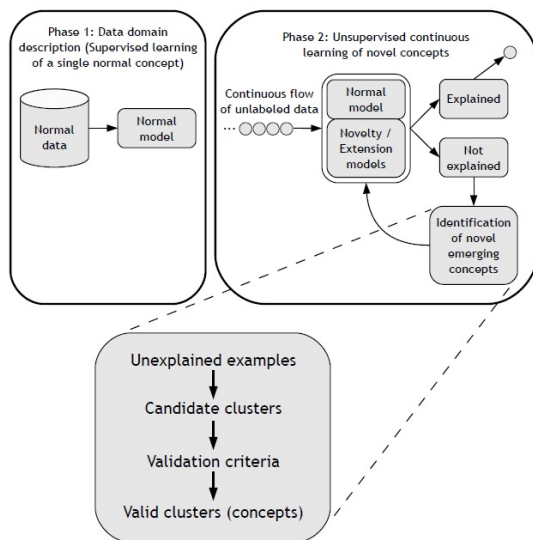 Phase 1: Data domain
description (Supervised learning
of a single normal concept)
Normal
data
Normal
model
Phase 2: Unsupervised continuous
learning of novel concepts
Continuous flow
of unlabeled data
...
Normal
model
Novelty /
Extension
models
Explained
Not
explained
Identification
of novel
emerging
concepts
Unexplained examples
Candidate clusters
Validation criteria
Valid clusters (concepts)